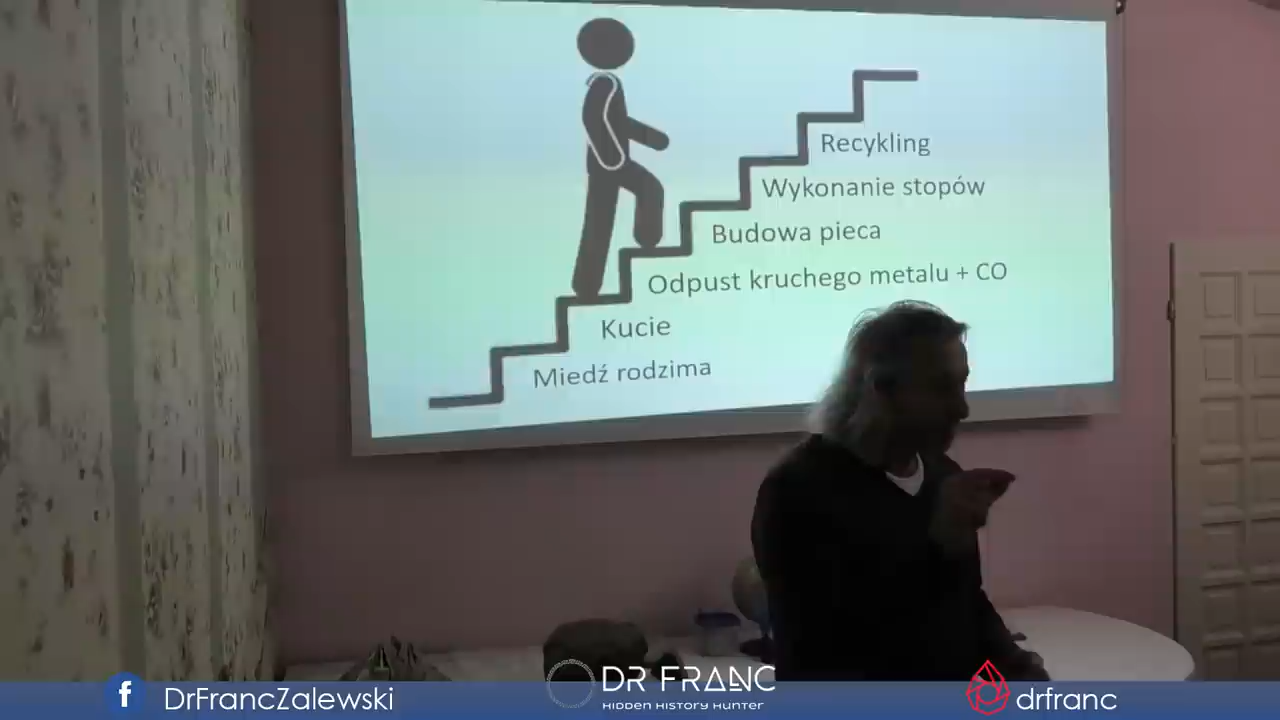 Recykling
Wykonanie stopów
Budowa pieca
Odpust kruchego metalu + CO
Kucie
Miedź rodzima
f DrFrancZalewski
DR FRANC
HIDDEN HISTORY HUNTER
drfranc